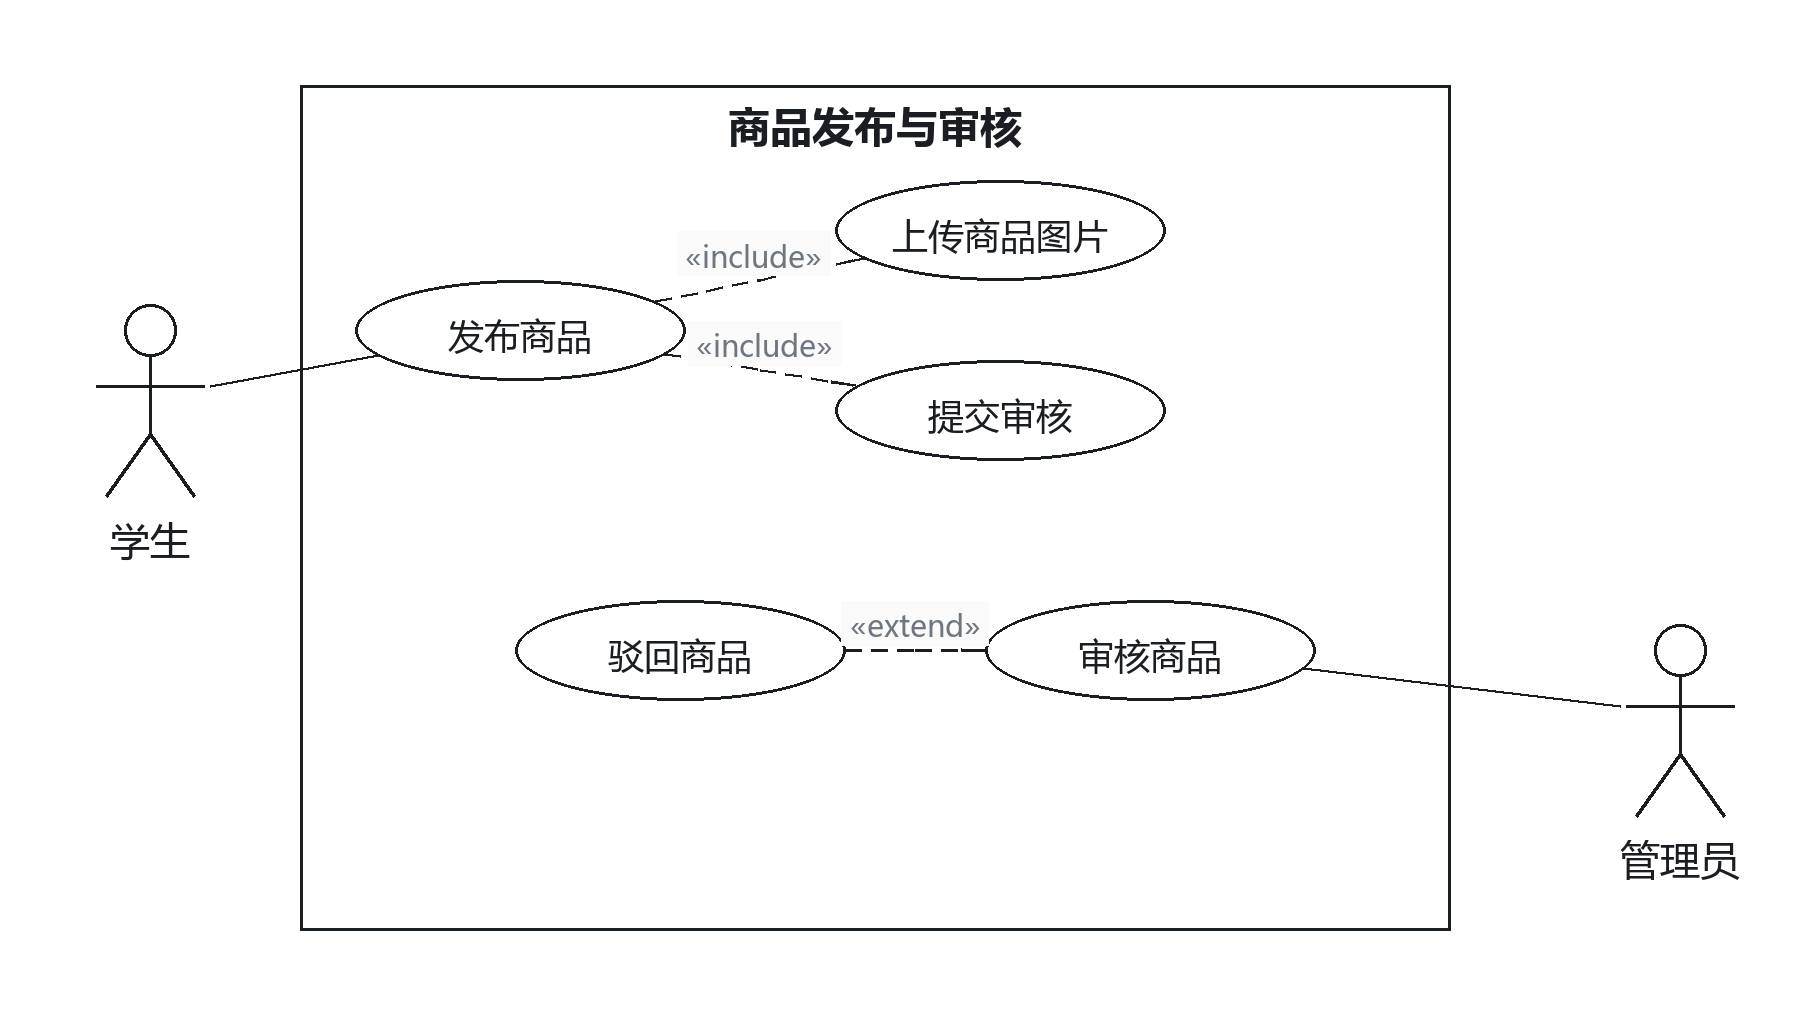 商品发布与审核
上传商品图片
«include»
发布商品
«include»
提交审核
学生
驳回商品
«extend»
审核商品
管理员